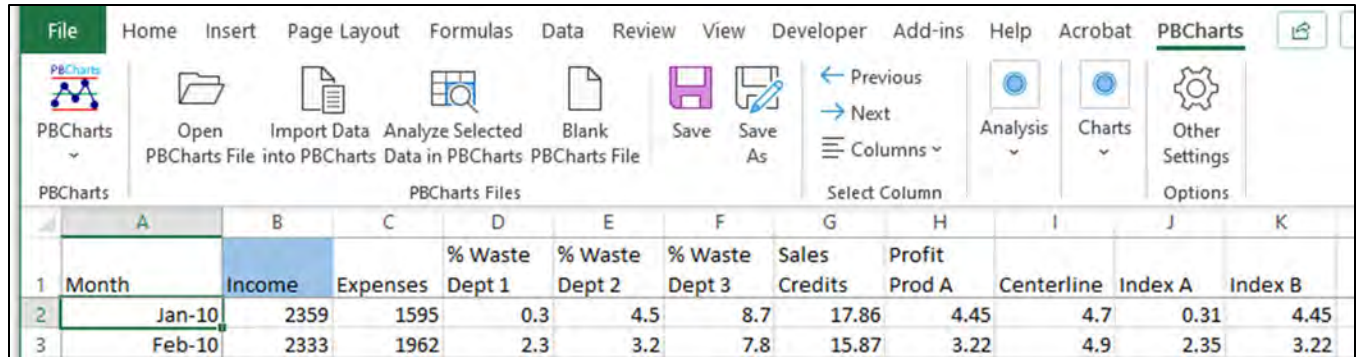 File Home Insert Page Layout Formulas Data Review View Developer Add-ins Help Acrobat PBCharts
PBCharts
PBCharts
Open
PBCharts File
Import Data
into PBCharts
Analyze Selected
Data in PBCharts
Blank
PBCharts File
Save
Save
As
Previous
Next
Columns
Analysis
Charts
Other
Settings
PBCharts PBCharts Files Select Column Options
A B C D E F G H I J K
% Waste % Waste % Waste Sales Profit
1 Month Income Expenses Dept 1 Dept 2 Dept 3 Credits Prod A Centerline Index A Index B
2 Jan-10 2359 1595 0.3 4.5 8.7 17.86 4.45 4.7 0.31 4.45
3 Feb-10 2333 1962 2.3 3.2 7.8 15.87 3.22 4.9 2.35 3.22